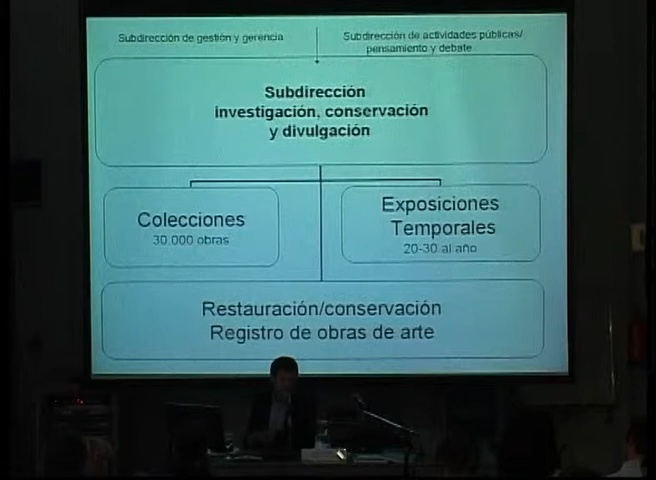 Subdirección de gestión y gerencia
Subdirección de actividades públicas/
pensamiento y debate
Subdirección
investigación, conservación
y divulgación
Colecciones
30.000 obras
Exposiciones
Temporales
20-30 al año
Restauración/conservación
Registro de obras de arte